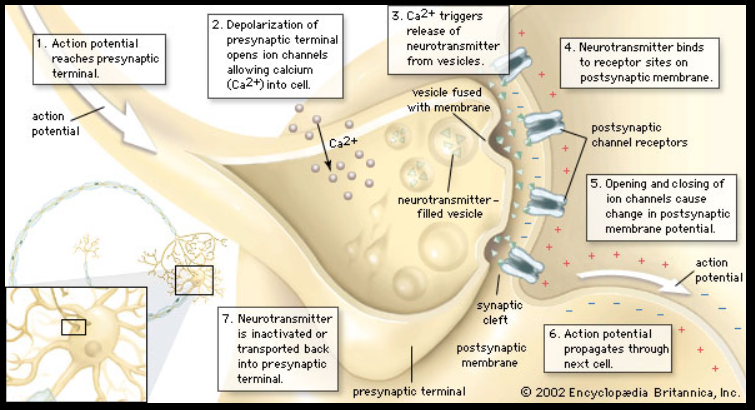 1. Action potential
reaches presynaptic
terminal.
action
potential
2. Depolarization of
presynaptic terminal
opens ion channels
allowing calcium
(Ca2+) into cell.
Ca2+
3. Ca2+ triggers
release of
neurotransmitter
from vesicles.
vesicle fused
with membrane
neurotransmitter–
filled vesicle
4. Neurotransmitter binds
to receptor sites on
postsynaptic membrane.
postsynaptic
channel receptors
5. Opening and closing of
ion channels cause
change in postsynaptic
membrane potential.
action
potential
synaptic
cleft
postsynaptic
membrane
6. Action potential
propagates through
next cell.
7. Neurotransmitter
is inactivated or
transported back
into presynaptic
terminal.
presynaptic terminal
© 2002 Encyclopædia Britannica, Inc.